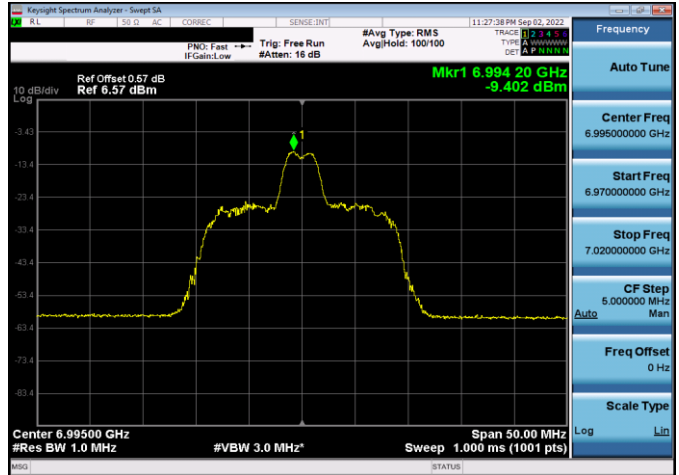 Keysight Spectrum Analyzer - Swept SA
RL RF 50 Ω AC CORREC SENSE:INT 11:27:38 PM Sep 02, 2022 Frequency
#Avg Type: RMS TRACE 1 2 3 4 5 6
PNO: Fast Trig: Free Run Avg|Hold: 100/100 TYPE A WWWWW
IFGain:Low #Atten: 16 dB DET A P N N N N
Auto Tune
Ref Offset 0.57 dB Mkr1 6.994 20 GHz
10 dB/div Ref 6.57 dBm -9.402 dBm
Log
Center Freq
6.995000000 GHz
-3.43
1
-13.4
Start Freq
6.970000000 GHz
-23.4
-33.4
Stop Freq
7.020000000 GHz
-43.4
-53.4
CF Step
5.000000 MHz
Auto Man
-63.4
-73.4
Freq Offset
0 Hz
-83.4
Scale Type
Log Lin
Center 6.99500 GHz Span 50.00 MHz
#Res BW 1.0 MHz #VBW 3.0 MHz* Sweep 1.000 ms (1001 pts)
MSG STATUS